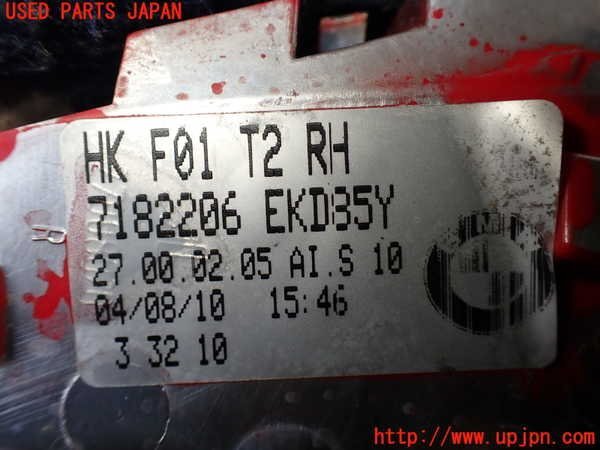 USED PARTS JAPAN
HK F01 T2 RH
7182206 EKD35Y
27.00.02.05 AI.S 10
04/08/10 15:46
3 32 10
http://www.upjpn.com/